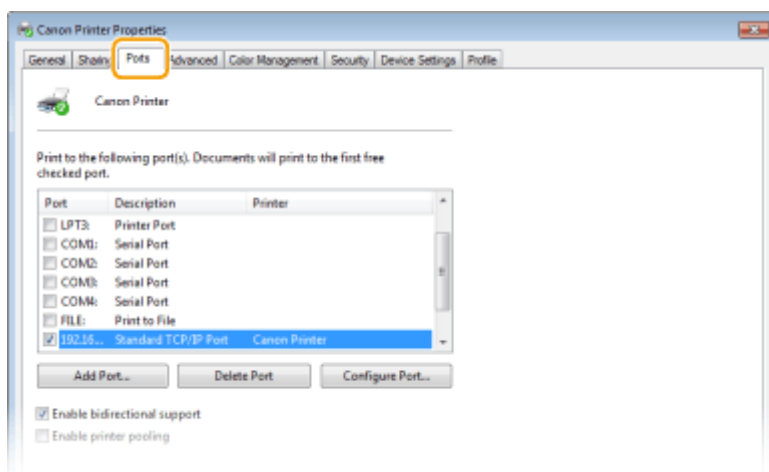 Canon Printer Properties
General Sharing Ports Advanced Color Management Security Device Settings Profile
Canon Printer
Print to the following port(s). Documents will print to the first free
checked port.
Port Description Printer
LPT3: Printer Port
COM1: Serial Port
COM2: Serial Port
COM3: Serial Port
COM4: Serial Port
FILE: Print to File
192.16... Standard TCP/IP Port Canon Printer
Add Port... Delete Port Configure Port...
Enable bidirectional support
Enable printer pooling